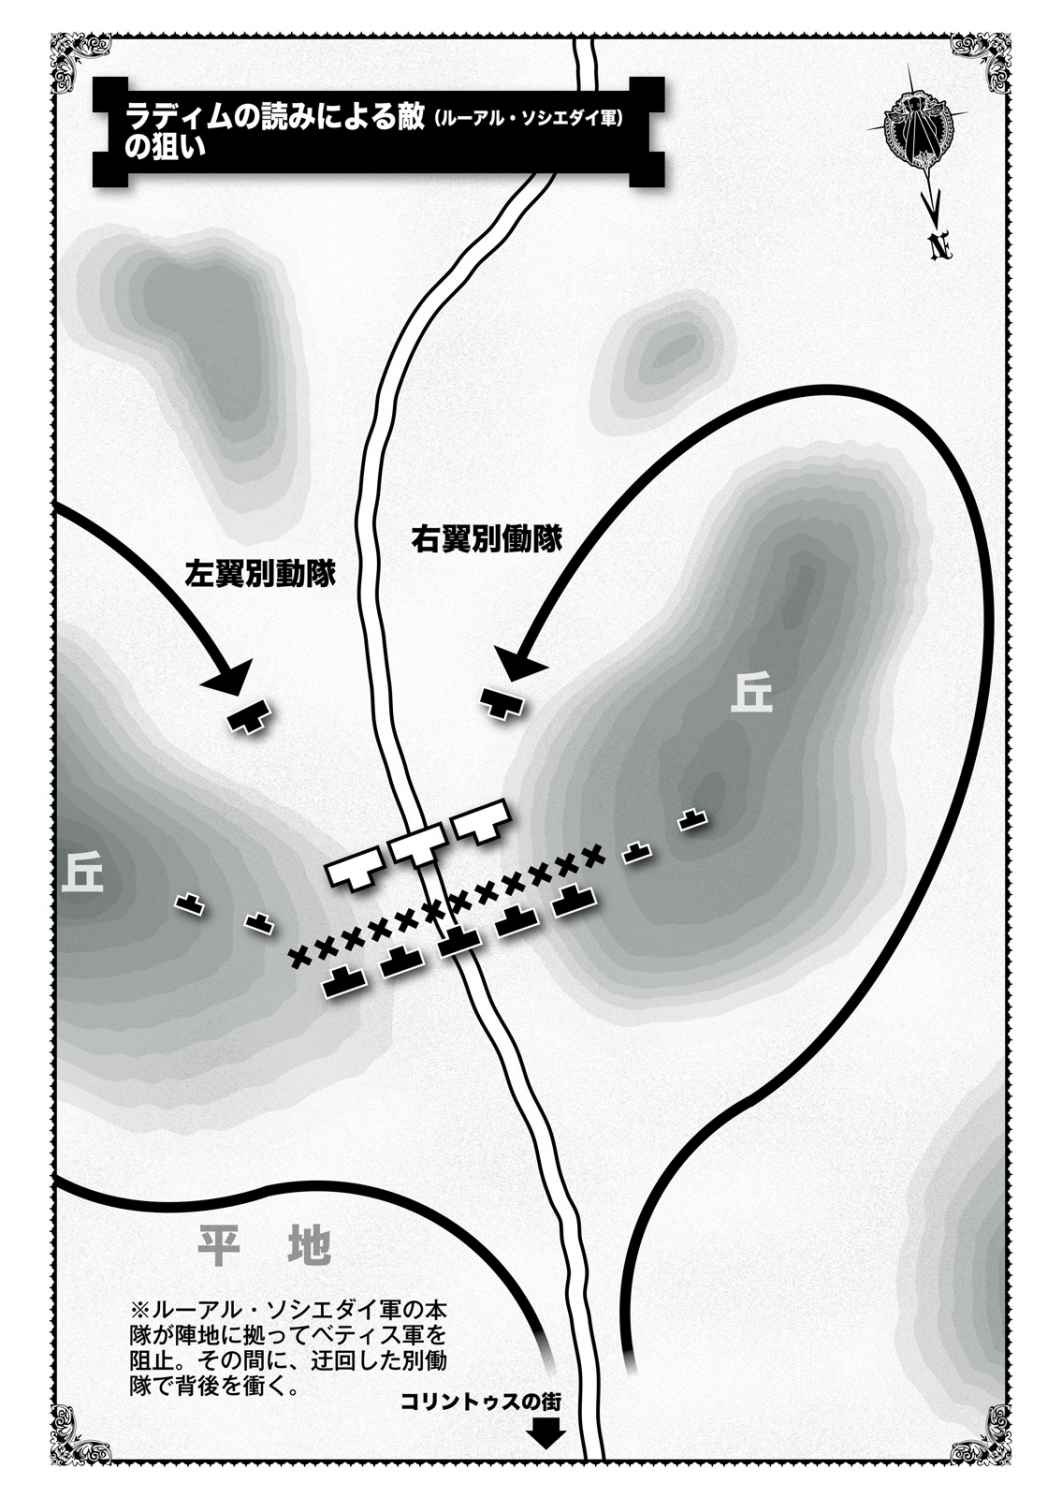 ラディムの読みによる敵（ルーアル・ソシエダイ軍）
の狙い
N
右翼別働隊
左翼別動隊
丘
丘
平　地
※ルーアル・ソシエダイ軍の本
隊が陣地に拠ってベティス軍を
阻止。その間に、迂回した別働
隊で背後を衝く。
コリントゥスの街